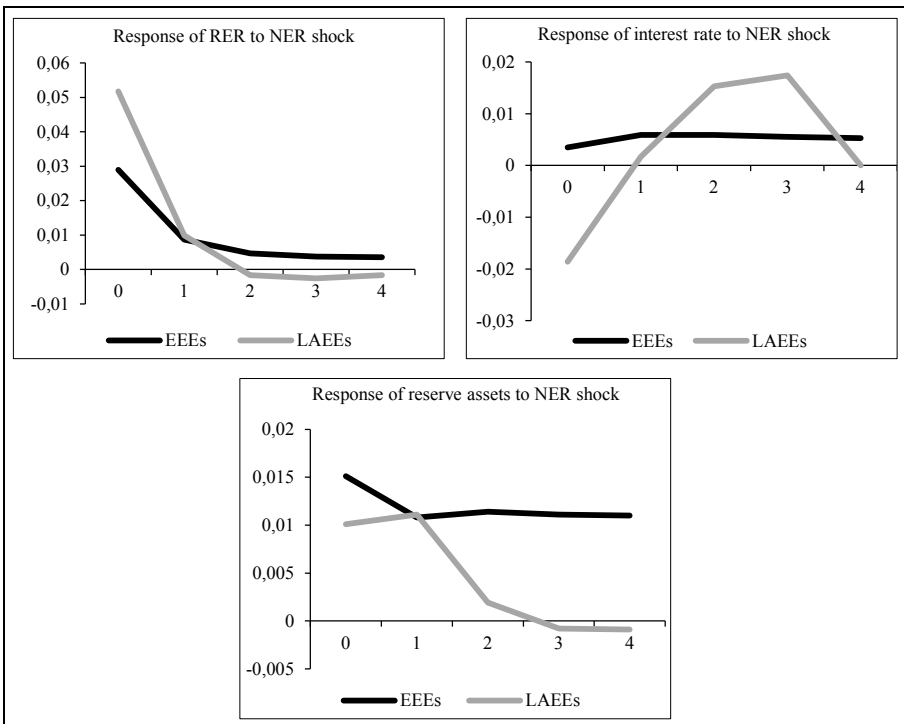 Response of RER to NER shock
0,06
0,05
0,04
0,03
0,02
0,01
0
-0,01
0 1 2 3 4
EEEs LAEEs
Response of interest rate to NER shock
0,02
0,01
0
-0,01
-0,02
-0,03
0 1 2 3 4
EEEs LAEEs
Response of reserve assets to NER shock
0,02
0,015
0,01
0,005
0
-0,005
0 1 2 3 4
EEEs LAEEs